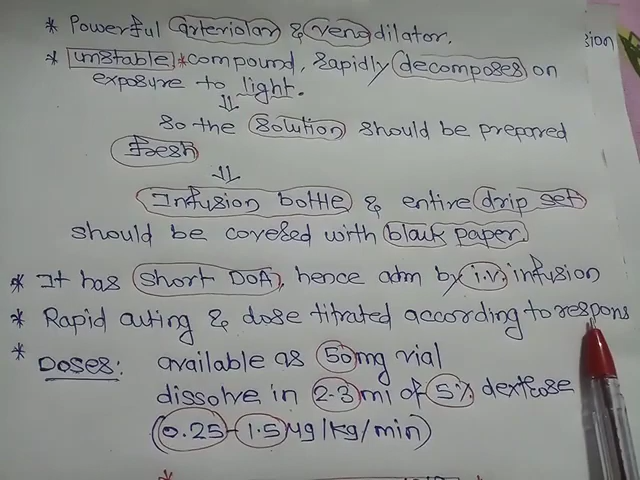 * Powerful arteriolar & venodilator.
sion
* unstable * compound, rapidly decomposes on
exposure to light.
⇓
so the solution should be prepared
fresh
⇓
Infusion bottle & entire drip set
should be covered with black paper.
* It has short DOA, hence adm by i.v. infusion
* Rapid acting & dose titrated according to respons
* Doses: available as 50mg vial
dissolve in 2-3 ml of 5% dextrose
(0.25 - 1.5 µg/kg/min)